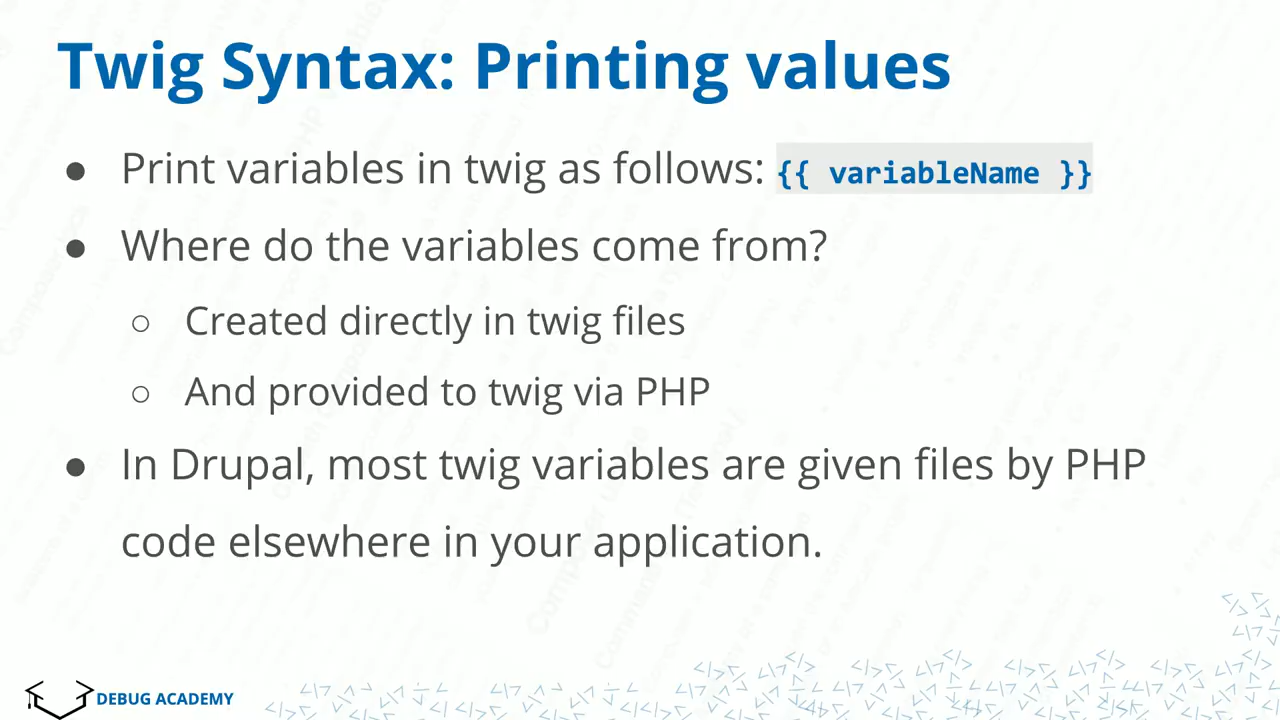 Twig Syntax: Printing values
● Print variables in twig as follows: {{ variableName }}
● Where do the variables come from?
○ Created directly in twig files
○ And provided to twig via PHP
● In Drupal, most twig variables are given files by PHP
code elsewhere in your application.
DEBUG ACADEMY